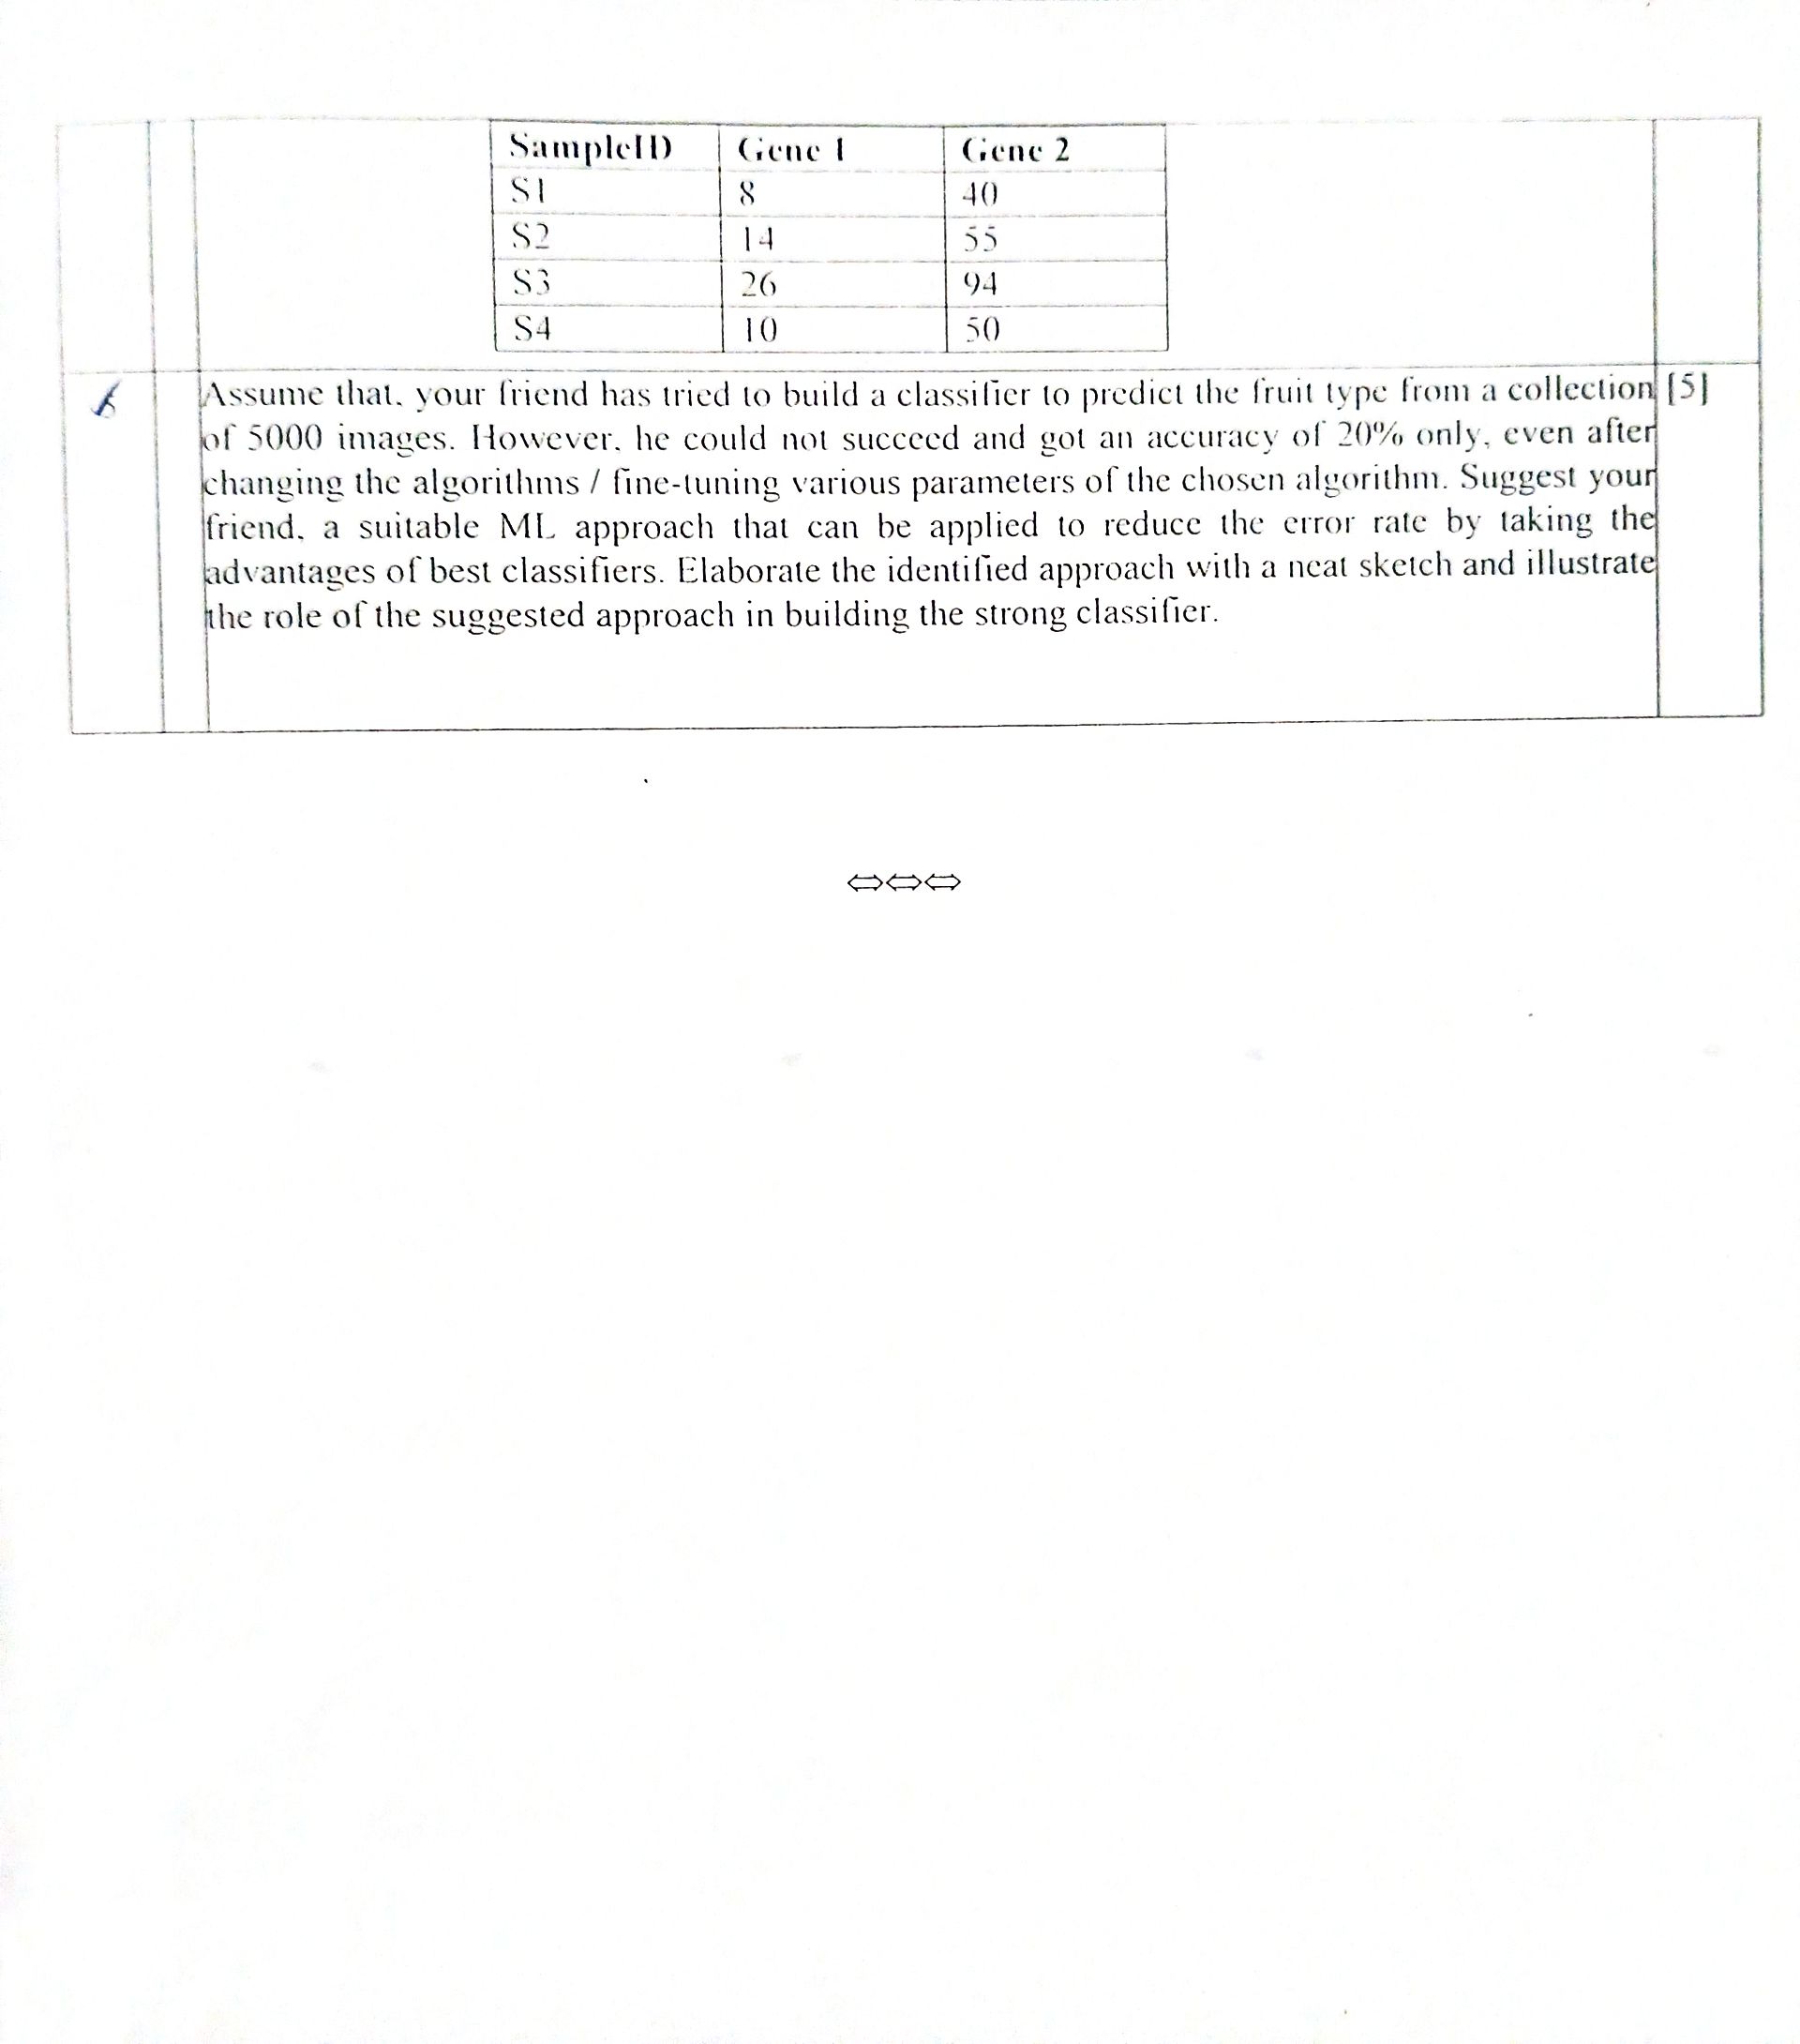 SampleID Gene 1 Gene 2
S1 8 40
S2 14 55
S3 26 94
S4 10 50
Assume that, your friend has tried to build a classifier to predict the fruit type from a collection [5]
of 5000 images. However, he could not succeed and got an accuracy of 20% only, even after
changing the algorithms / fine-tuning various parameters of the chosen algorithm. Suggest your
friend, a suitable ML approach that can be applied to reduce the error rate by taking the
advantages of best classifiers. Elaborate the identified approach with a neat sketch and illustrate
the role of the suggested approach in building the strong classifier.
⇔⇔⇔